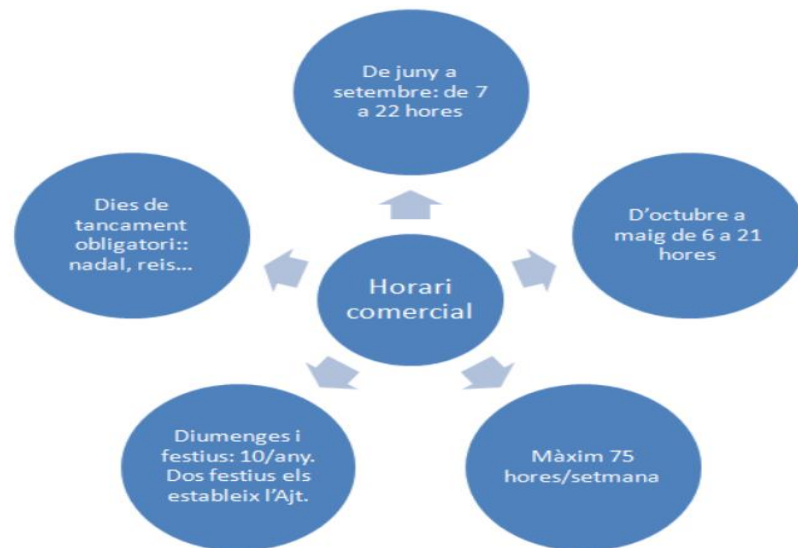 De juny a
setembre: de 7
a 22 hores
Dies de
tancament
obligatori::
nadal, reis...
D'octubre a
maig de 6 a 21
hores
Horari
comercial
Diumenges i
festius: 10/any.
Dos festius els
estableix l'Ajt.
Màxim 75
hores/setmana